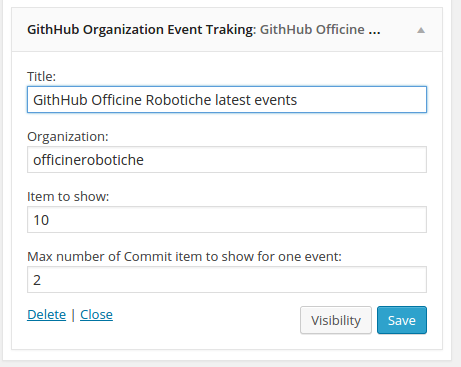 GithHub Organization Event Traking: GitHub Officine ...
Title:
GithHub Officine Robotiche latest events
Organization:
officinerobotiche
Item to show:
10
Max number of Commit item to show for one event:
2
Delete | Close
Visibility
Save